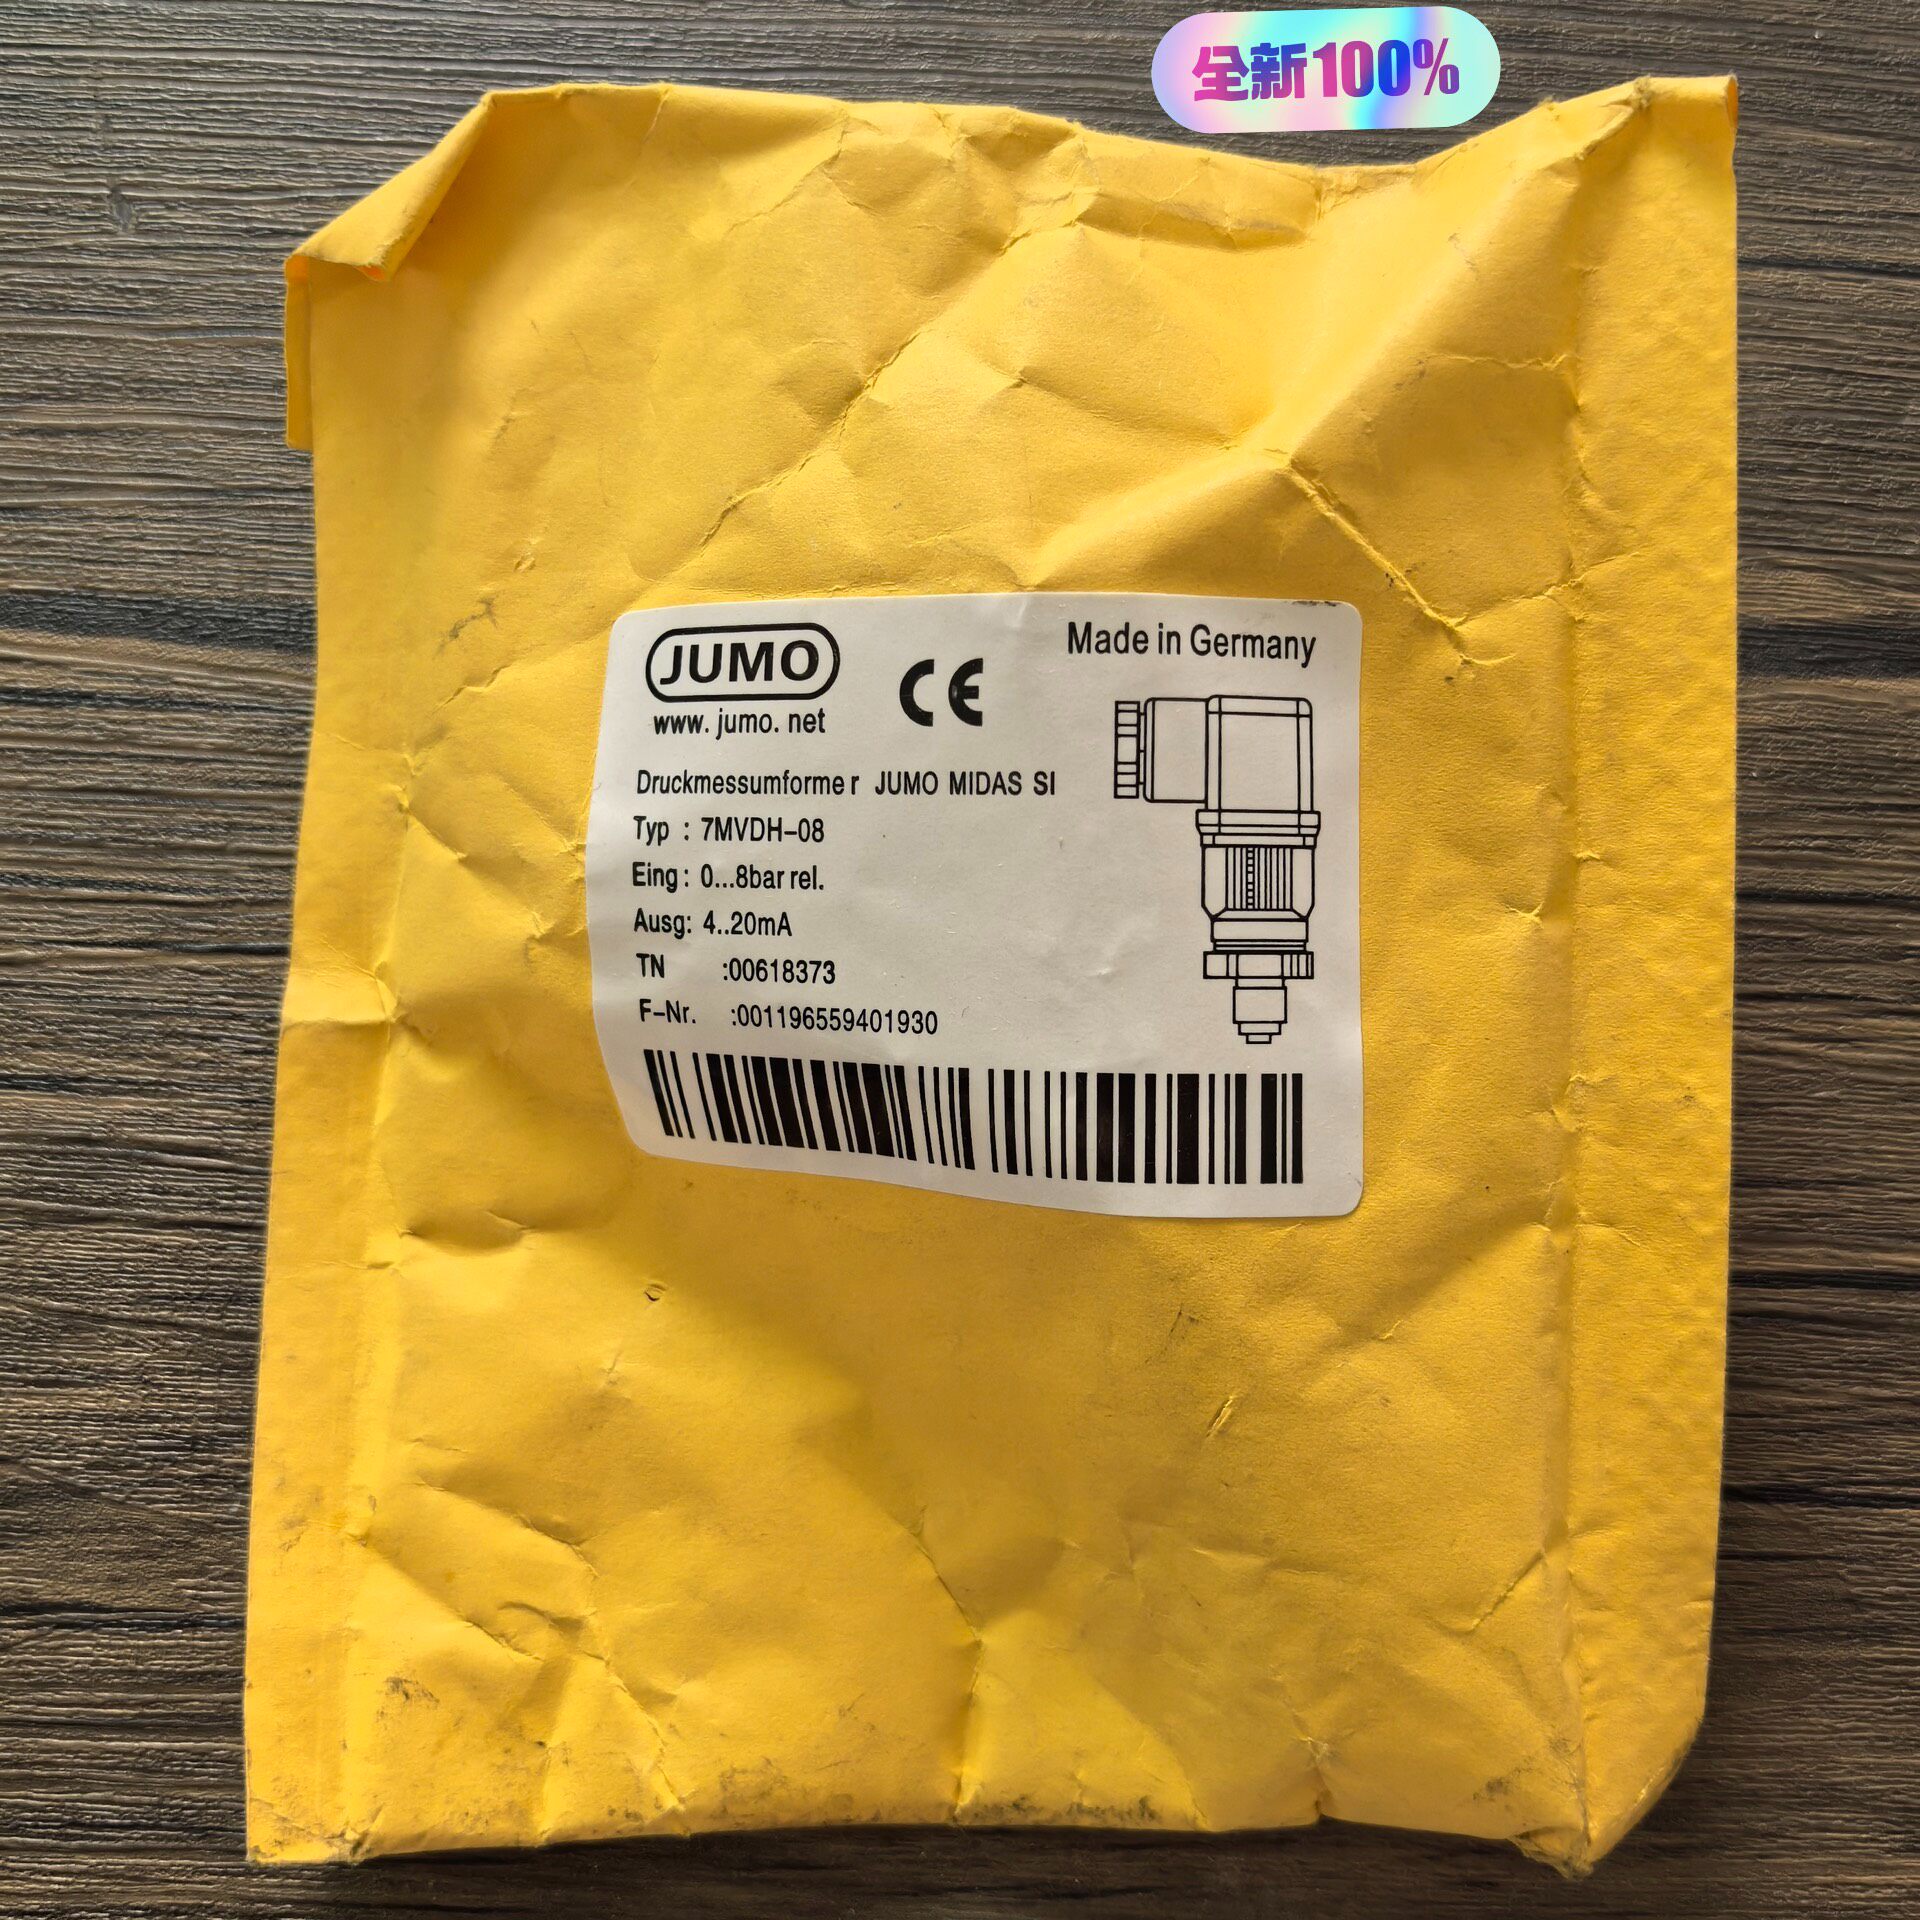 全新100%
JUMO
www.jumo.net
CE
Made in Germany
Druckmessumformer JUMO MIDAS SI
Typ : 7MVDH-08
Eing: 0...8bar rel.
Ausg: 4..20mA
TN :00618373
F-Nr. :001196559401930